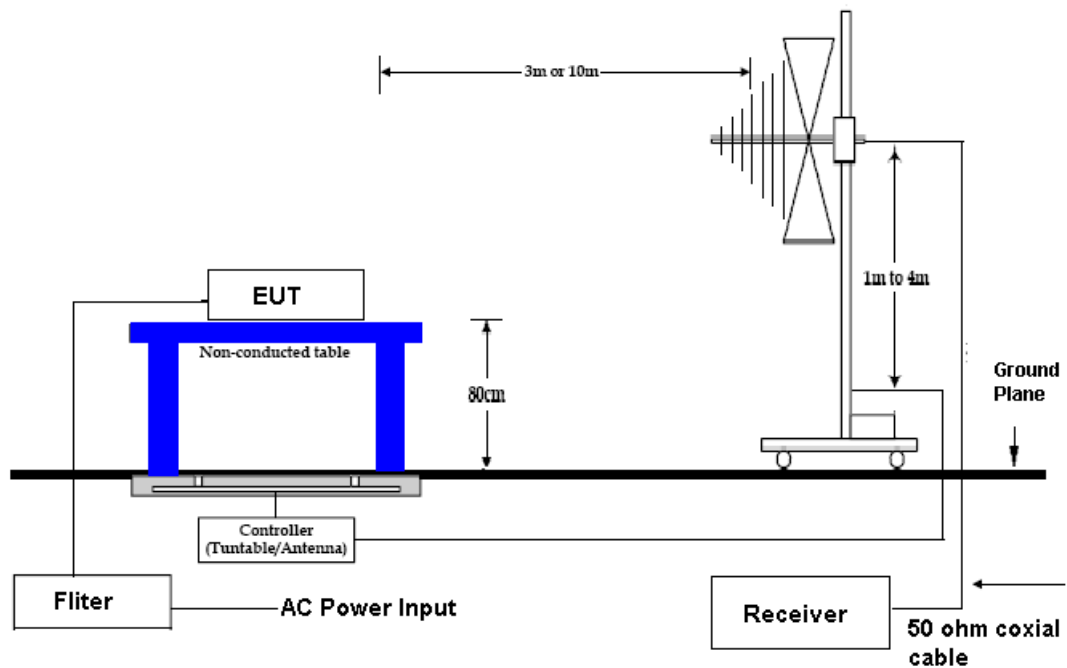 3m or 10m
1m to 4m
EUT
Non-conducted table
80cm
Ground
Plane
Controller
(Tuntable/Antenna)
Fliter
AC Power Input
Receiver
50 ohm coxial
cable